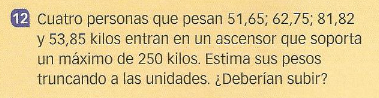 12 Cuatro personas que pesan 51,65; 62,75; 81,82
y 53,85 kilos entran en un ascensor que soporta
un máximo de 250 kilos. Estima sus pesos
truncando a las unidades. ¿Deberían subir?